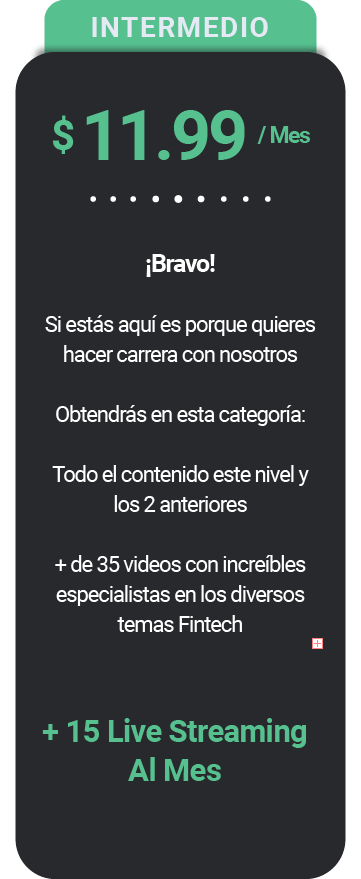 INTERMEDIO
$ 11.99 / Mes
¡Bravo!
Si estás aquí es porque quieres
hacer carrera con nosotros
Obtendrás en esta categoría:
Todo el contenido este nivel y
los 2 anteriores
+ de 35 videos con increíbles
especialistas en los diversos
temas Fintech
+ 15 Live Streaming
Al Mes